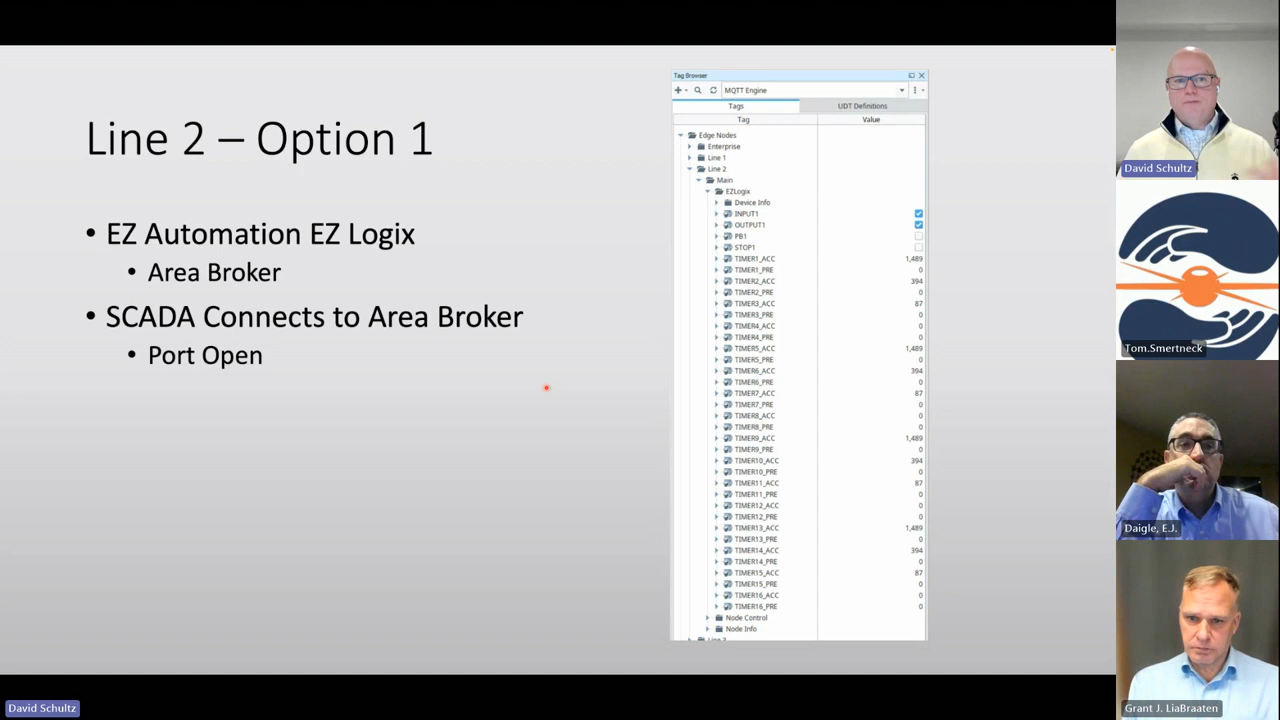 Line 2 – Option 1
• EZ Automation EZ Logix
• Area Broker
• SCADA Connects to Area Broker
• Port Open
Tag Browser
MQTT Engine
Tags UDT Definitions
Tag Value
Edge Nodes
Enterprise
Line 1
Line 2
Main
EZLogix
Device Info
INPUT1
OUTPUT1
PB1
STOP1
TIMER1_ACC 1,489
TIMER1_PRE 0
TIMER2_ACC 394
TIMER2_PRE 0
TIMER3_ACC 87
TIMER3_PRE 0
TIMER4_ACC 0
TIMER4_PRE 0
TIMER5_ACC 1,489
TIMER5_PRE 0
TIMER6_ACC 394
TIMER6_PRE 0
TIMER7_ACC 87
TIMER7_PRE 0
TIMER8_ACC 0
TIMER8_PRE 0
TIMER9_ACC 1,489
TIMER9_PRE 0
TIMER10_ACC 394
TIMER10_PRE 0
TIMER11_ACC 87
TIMER11_PRE 0
TIMER12_ACC 0
TIMER12_PRE 0
TIMER13_ACC 1,489
TIMER13_PRE 0
TIMER14_ACC 394
TIMER14_PRE 0
TIMER15_ACC 87
TIMER15_PRE 0
TIMER16_ACC 0
TIMER16_PRE 0
Node Control
Node Info
David Schultz
Tom.Smertneck
Daigle, E.J.
Grant J. LiaBraaten
David Schultz